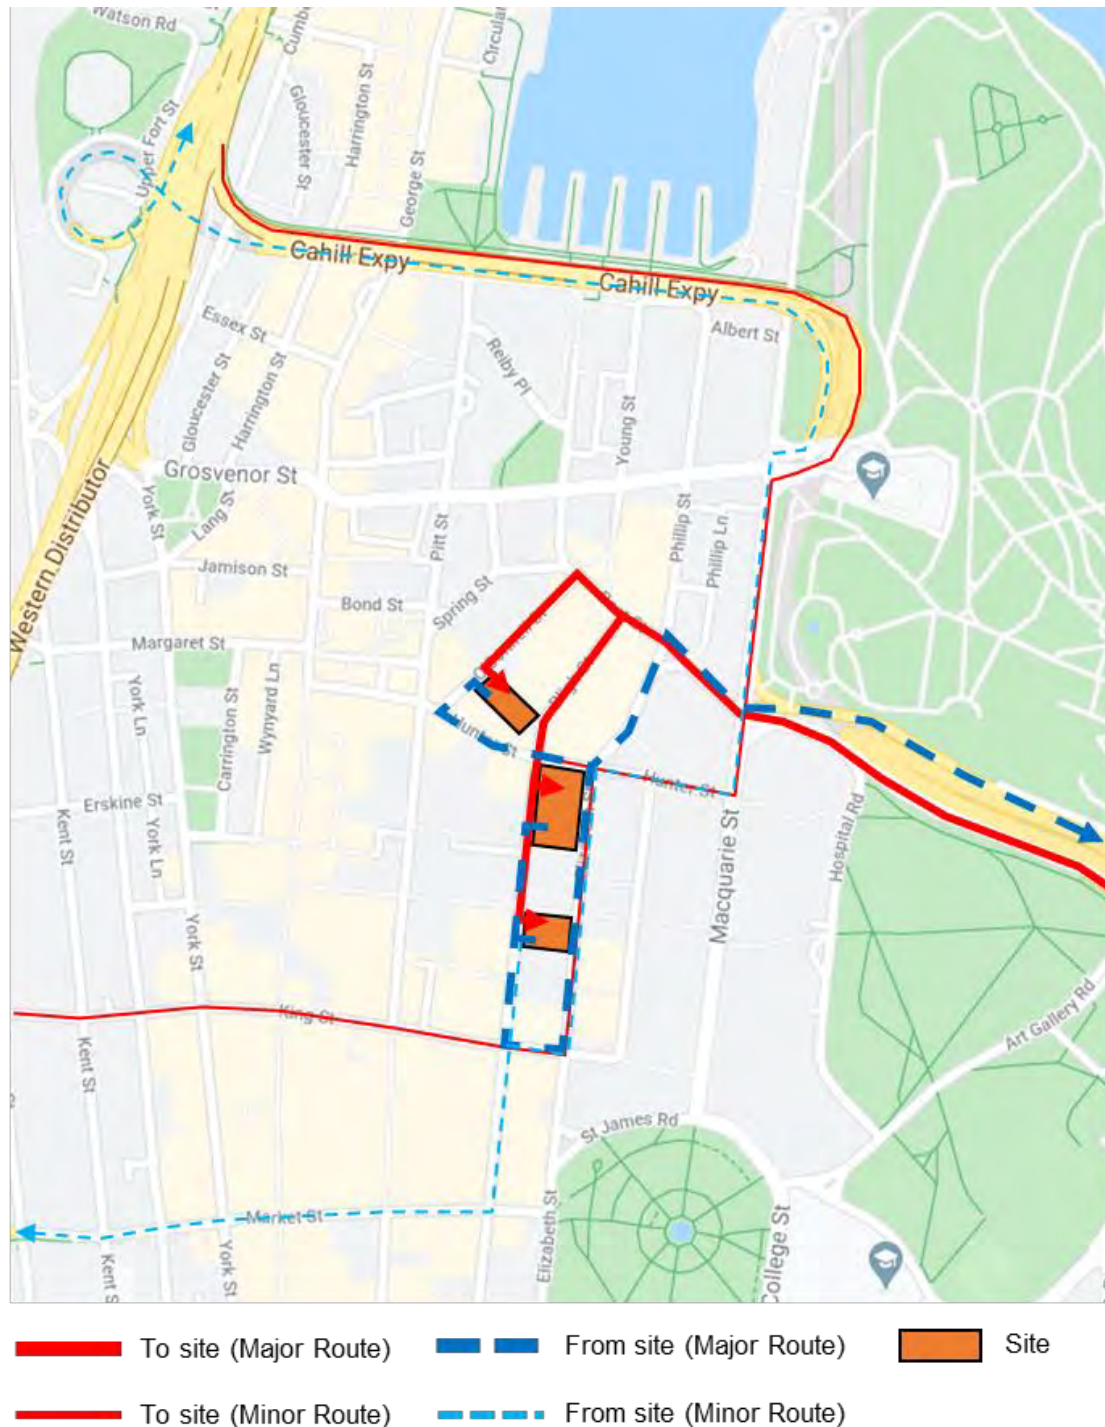 Watson Rd
Cumb
Circular
Gloucester St
Harrington St
Upper Fort St
George St
Cahill Expy
Cahill Expy
Albert St
Essex St
Reiby Pl
Gloucester St
Harrington St
Young St
Grosvenor St
Western Distributor
York St
Lang St
Pitt St
Phillip St
Phillip Ln
Jamison St
Spring St
Bond St
Margaret St
York Ln
Carrington St
Wynyard Ln
Hunter St
Hunter St
Erskine St
Kent St
York Ln
Macquarie St
Hospital Rd
York St
King St
Kent St
Art Gallery Rd
St James Rd
Market St
Elizabeth St
College St
York St
Kent S
To site (Major Route)
From site (Major Route)
Site
To site (Minor Route)
From site (Minor Route)